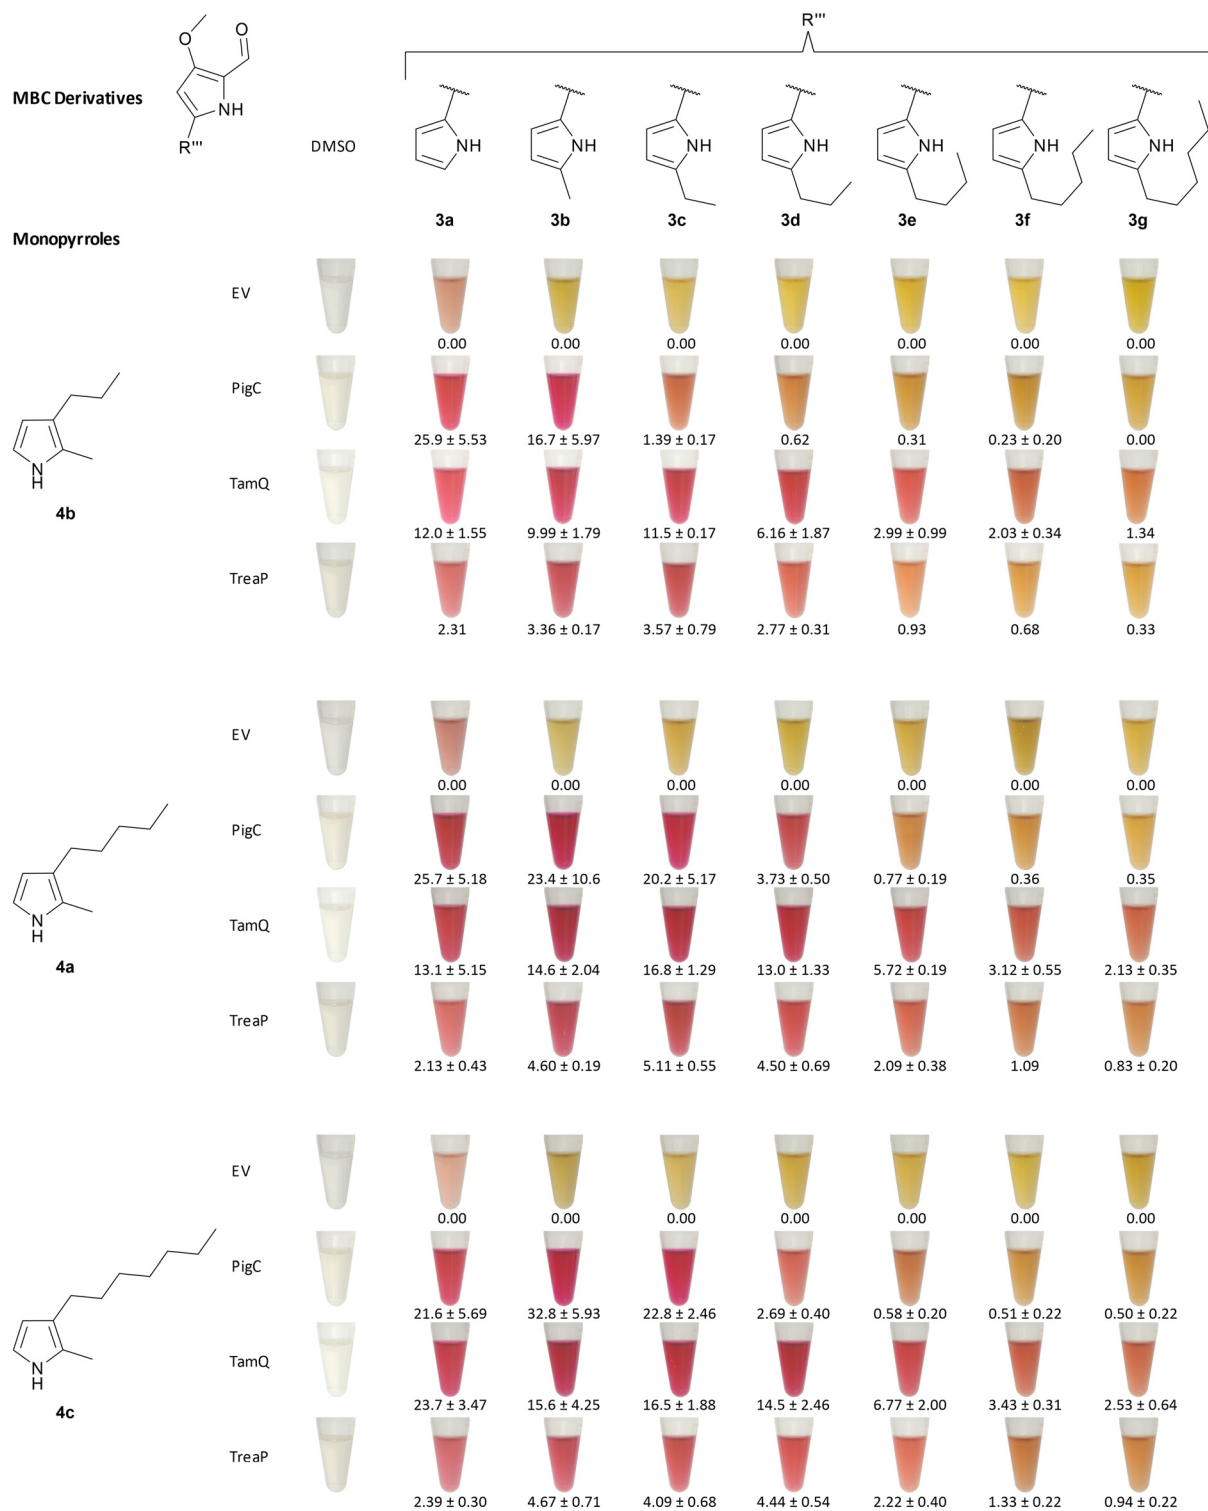 R'''
O
O
MBC Derivatives
NH
R'''
DMSO
NH NH NH NH NH NH NH
3a 3b 3c 3d 3e 3f 3g
Monopyrroles
EV
0.00 0.00 0.00 0.00 0.00 0.00 0.00
PigC
25.9 ± 5.53 16.7 ± 5.97 1.39 ± 0.17 0.62 0.31 0.23 ± 0.20 0.00
N
H
4b
TamQ
12.0 ± 1.55 9.99 ± 1.79 11.5 ± 0.17 6.16 ± 1.87 2.99 ± 0.99 2.03 ± 0.34 1.34
TreaP
2.31 3.36 ± 0.17 3.57 ± 0.79 2.77 ± 0.31 0.93 0.68 0.33
EV
0.00 0.00 0.00 0.00 0.00 0.00 0.00
PigC
25.7 ± 5.18 23.4 ± 10.6 20.2 ± 5.17 3.73 ± 0.50 0.77 ± 0.19 0.36 0.35
N
H
4a
TamQ
13.1 ± 5.15 14.6 ± 2.04 16.8 ± 1.29 13.0 ± 1.33 5.72 ± 0.19 3.12 ± 0.55 2.13 ± 0.35
TreaP
2.13 ± 0.43 4.60 ± 0.19 5.11 ± 0.55 4.50 ± 0.69 2.09 ± 0.38 1.09 0.83 ± 0.20
EV
0.00 0.00 0.00 0.00 0.00 0.00 0.00
PigC
21.6 ± 5.69 32.8 ± 5.93 22.8 ± 2.46 2.69 ± 0.40 0.58 ± 0.20 0.51 ± 0.22 0.50 ± 0.22
N
H
4c
TamQ
23.7 ± 3.47 15.6 ± 4.25 16.5 ± 1.88 14.5 ± 2.46 6.77 ± 2.00 3.43 ± 0.31 2.53 ± 0.64
TreaP
2.39 ± 0.30 4.67 ± 0.71 4.09 ± 0.68 4.44 ± 0.54 2.22 ± 0.40 1.33 ± 0.22 0.94 ± 0.22